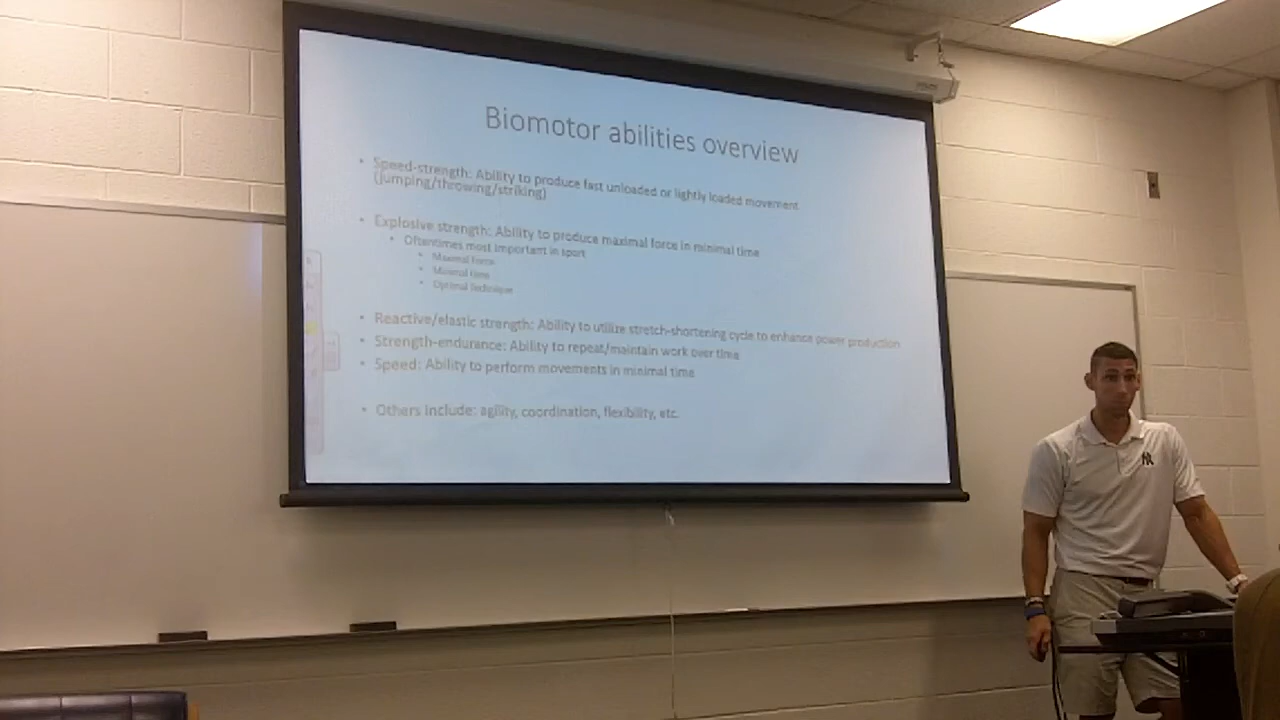 Biomotor abilities overview
• Speed-strength: Ability to produce fast unloaded or lightly loaded movement
(jumping/throwing/striking)
• Explosive strength: Ability to produce maximal force in minimal time
• Oftentimes most important in sport
• Maximal force
• Minimal time
• Optimal Technique
• Reactive/elastic strength: Ability to utilize stretch-shortening cycle to enhance power production
• Strength-endurance: Ability to repeat/maintain work over time
• Speed: Ability to perform movements in minimal time
• Others include: agility, coordination, flexibility, etc.
NY